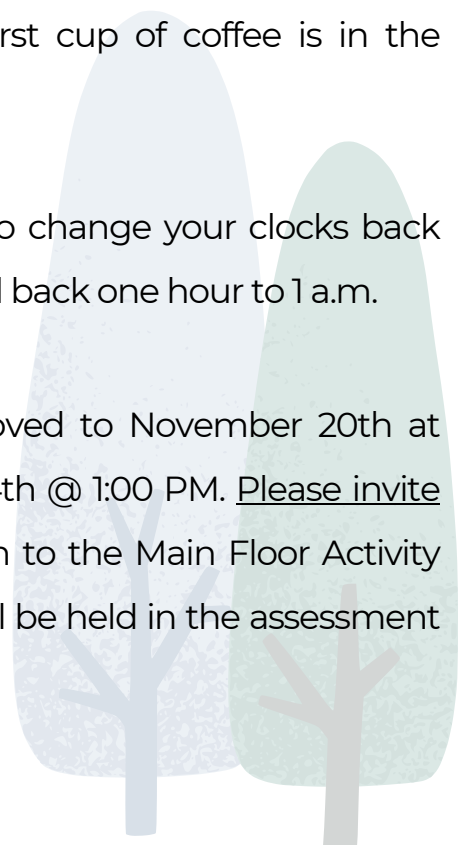 rst cup of coffee is in the
o change your clocks back
l back one hour to 1 a.m.
oved to November 20th at
th @ 1:00 PM. Please invite
n to the Main Floor Activity
l be held in the assessment